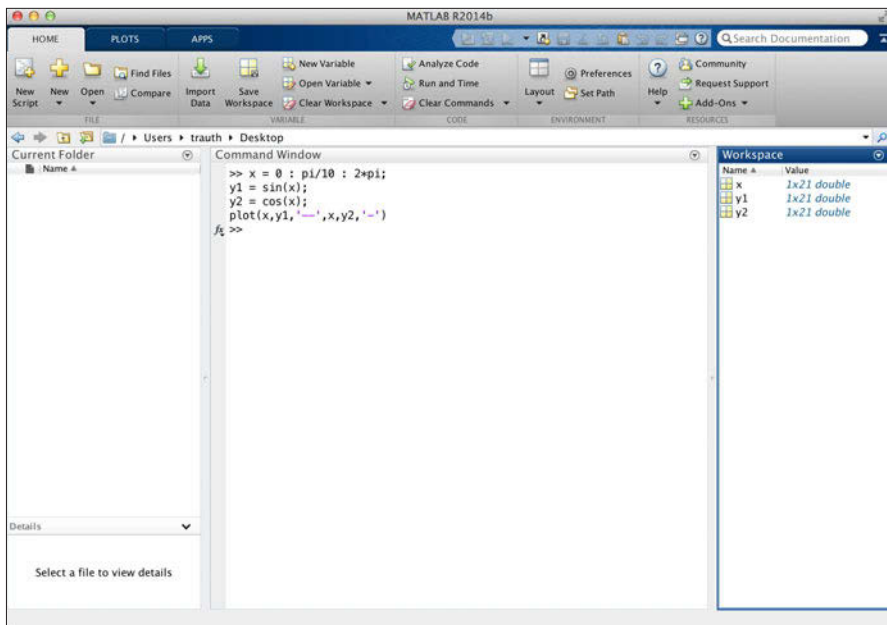 MATLAB R2014b
HOME PLOTS APPS Search Documentation
New Script
New
Open
Find Files
Compare
Import Data
Save Workspace
New Variable
Open Variable
Clear Workspace
Analyze Code
Run and Time
Clear Commands
Layout
Preferences
Set Path
Help
Community
Request Support
Add-Ons
FILE VARIABLE CODE ENVIRONMENT RESOURCES
/ Users trauth Desktop
Current Folder
Name
Command Window
>> x = 0 : pi/10 : 2*pi;
y1 = sin(x);
y2 = cos(x);
plot(x,y1,'--',x,y2,'-')
fx >>
Workspace
Name Value
x 1x21 double
y1 1x21 double
y2 1x21 double
Details
Select a file to view details